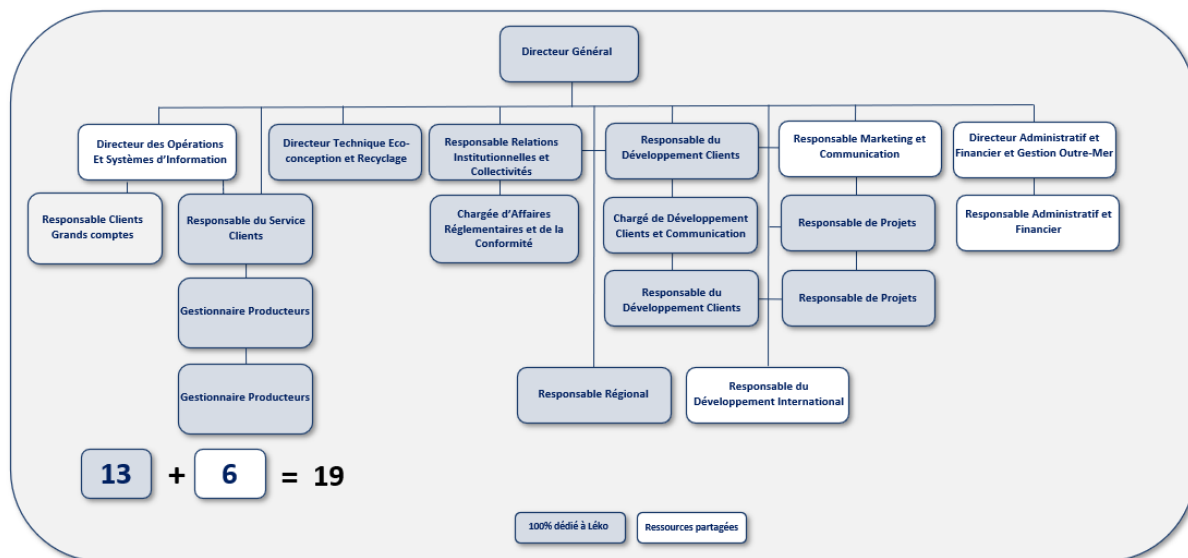 Directeur Général
Directeur des Opérations
Et Systèmes d’Information
Directeur Technique Eco-
conception et Recyclage
Responsable Relations
Institutionnelles et
Collectivités
Responsable du
Développement Clients
Responsable Marketing et
Communication
Directeur Administratif et
Financier et Gestion Outre-Mer
Responsable Clients
Grands comptes
Responsable du Service
Clients
Chargée d’Affaires
Réglementaires et de la
Conformité
Chargé de Développement
Clients et Communication
Responsable de Projets
Responsable Administratif et
Financier
Gestionnaire Producteurs
Responsable du
Développement Clients
Responsable de Projets
Gestionnaire Producteurs
Responsable Régional
Responsable du
Développement International
13 + 6 = 19
100% dédié à Léko
Ressources partagées